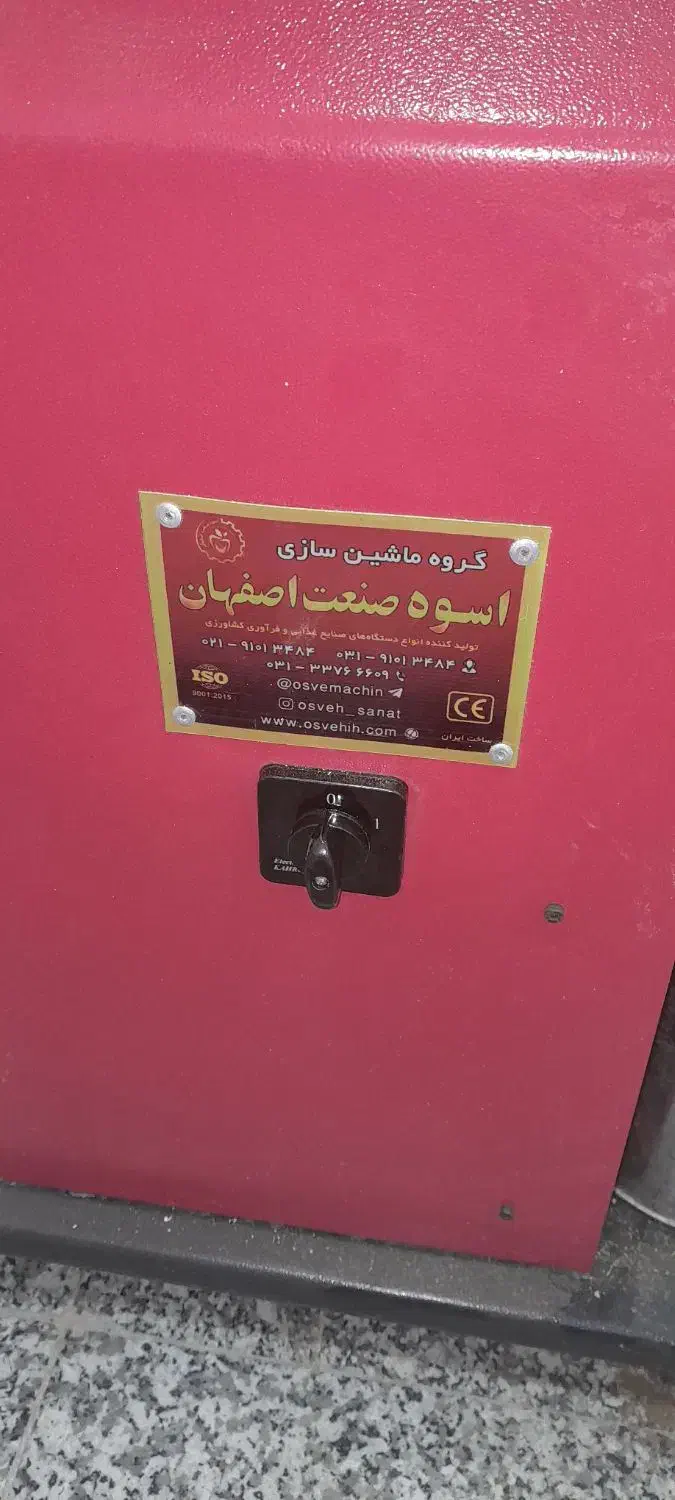 گروه ماشین سازی
اسوه صنعت اصفهان
تولید کننده انواع دستگاه‌های صنایع غذایی و فرآوری کشاورزی
۰۳۱ – ۹۱۰۱ ۳۴۸۴    ۰۲۱ – ۹۱۰۱ ۳۴۸۴
۰۳۱ – ۳۳۷۶ ۶۶۰۹
@osvemachin
osveh_sanat
www.osvehih.com
ISO
9001:2015
CE
ساخت ایران
0
1